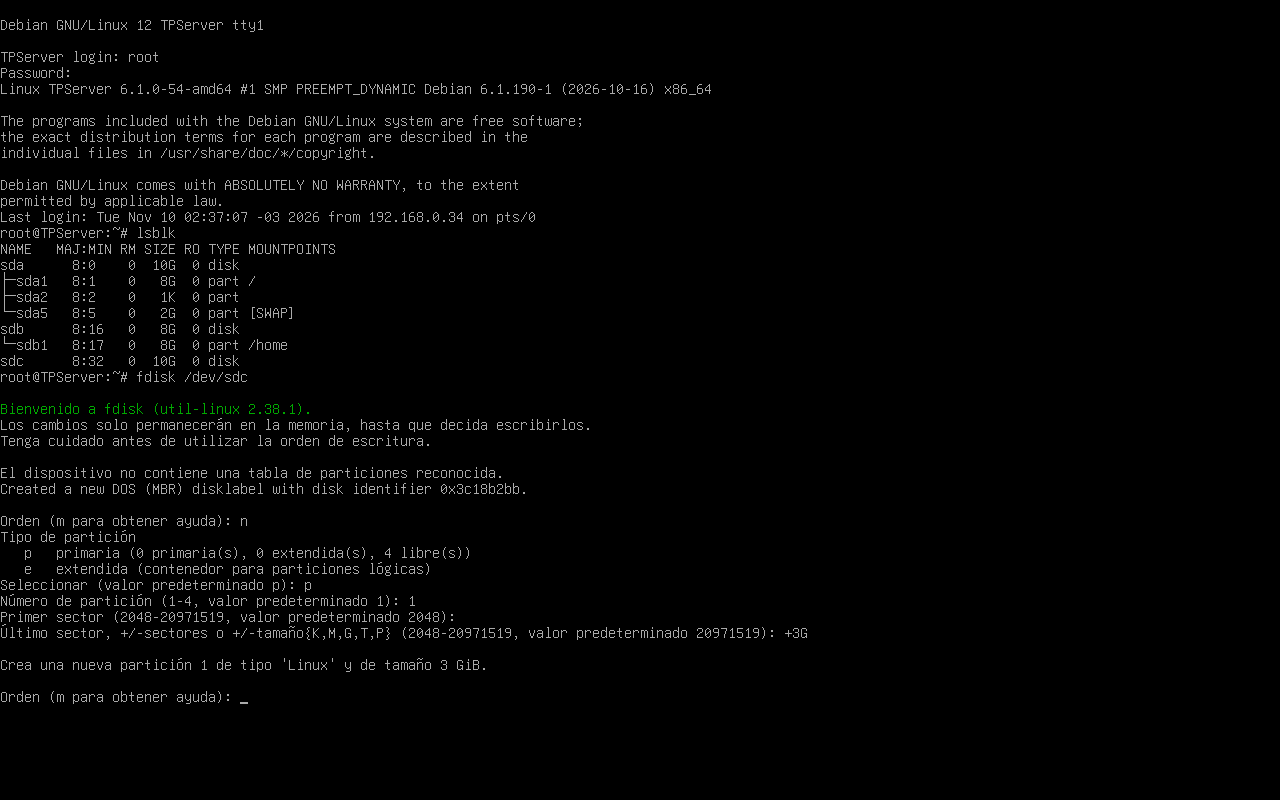 Debian GNU/Linux 12 TPServer tty1
TPServer login: root
Password:
Linux TPServer 6.1.0-54-amd64 #1 SMP PREEMPT_DYNAMIC Debian 6.1.190-1 (2026-10-16) x86_64
The programs included with the Debian GNU/Linux system are free software;
the exact distribution terms for each program are described in the
individual files in /usr/share/doc/*/copyright.
Debian GNU/Linux comes with ABSOLUTELY NO WARRANTY, to the extent
permitted by applicable law.
Last login: Tue Nov 10 02:37:07 -03 2026 from 192.168.0.34 on pts/0
root@TPServer:~# lsblk
NAME   MAJ:MIN RM SIZE RO TYPE MOUNTPOINTS
sda      8:0    0  10G  0 disk
├─sda1   8:1    0   8G  0 part /
├─sda2   8:2    0   1K  0 part
└─sda5   8:5    0   2G  0 part [SWAP]
sdb      8:16   0   8G  0 disk
└─sdb1   8:17   0   8G  0 part /home
sdc      8:32   0  10G  0 disk
root@TPServer:~# fdisk /dev/sdc
Bienvenido a fdisk (util-linux 2.38.1).
Los cambios solo permanecerán en la memoria, hasta que decida escribirlos.
Tenga cuidado antes de utilizar la orden de escritura.
El dispositivo no contiene una tabla de particiones reconocida.
Created a new DOS (MBR) disklabel with disk identifier 0x3c18b2bb.
Orden (m para obtener ayuda): n
Tipo de partición
   p   primaria (0 primaria(s), 0 extendida(s), 4 libre(s))
   e   extendida (contenedor para particiones lógicas)
Seleccionar (valor predeterminado p): p
Número de partición (1-4, valor predeterminado 1): 1
Primer sector (2048-20971519, valor predeterminado 2048):
Último sector, +/-sectores o +/-tamaño{K,M,G,T,P} (2048-20971519, valor predeterminado 20971519): +3G
Crea una nueva partición 1 de tipo 'Linux' y de tamaño 3 GiB.
Orden (m para obtener ayuda): _